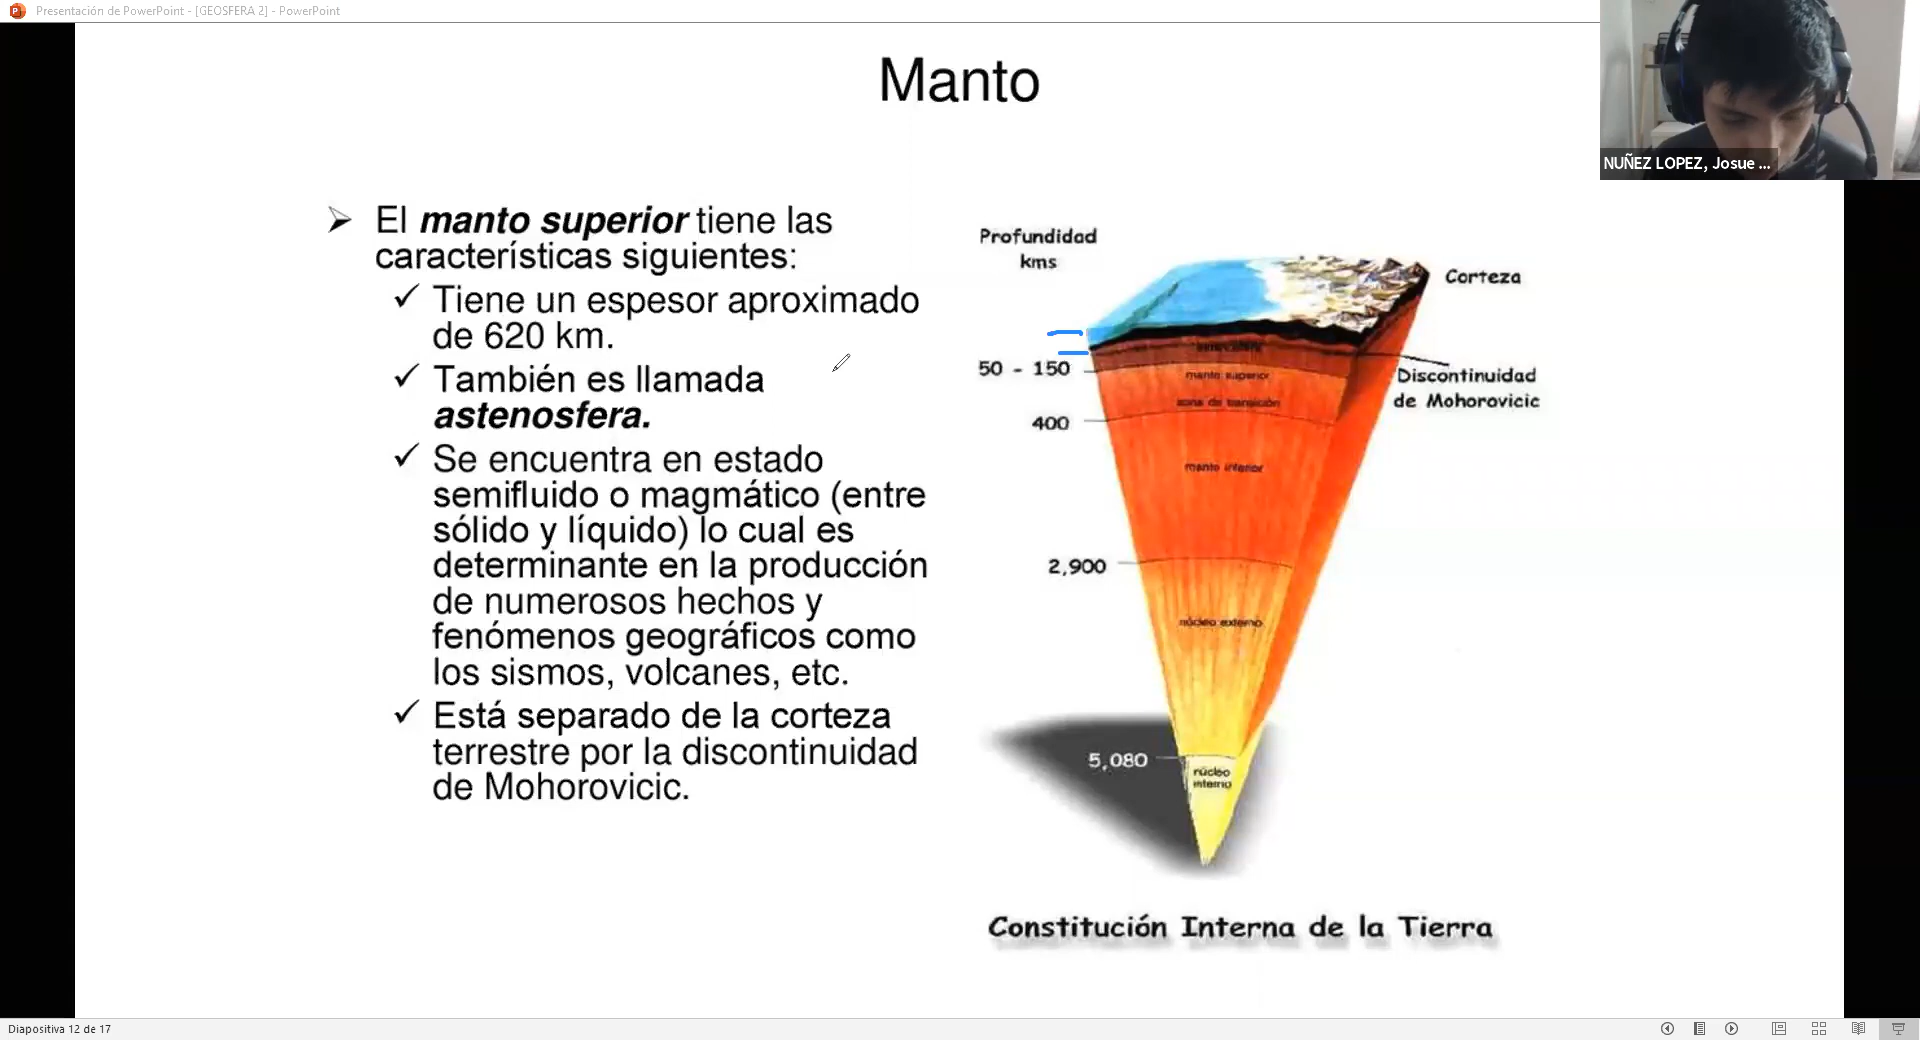 Presentación de PowerPoint - [GEOSFERA 2] - PowerPoint
Manto
NUÑEZ LOPEZ, Josue ...
El manto superior tiene las
características siguientes:
Tiene un espesor aproximado
de 620 km.
También es llamada
astenosfera.
Se encuentra en estado
semifluido o magmático (entre
sólido y líquido) lo cual es
determinante en la producción
de numerosos hechos y
fenómenos geográficos como
los sismos, volcanes, etc.
Está separado de la corteza
terrestre por la discontinuidad
de Mohorovicic.
Profundidad
kms
Corteza
50 - 150
manto superior
Discontinuidad
de Mohorovicic
zona de transición
400
manto inferior
2,900
núcleo externo
5,080
núcleo
interno
Constitución Interna de la Tierra
Diapositiva 12 de 17